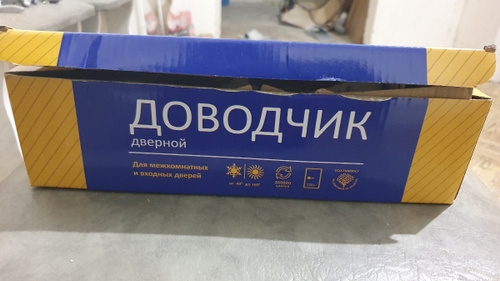 ДОВОДЧИК
дверной
Для межкомнатных
и входных дверей